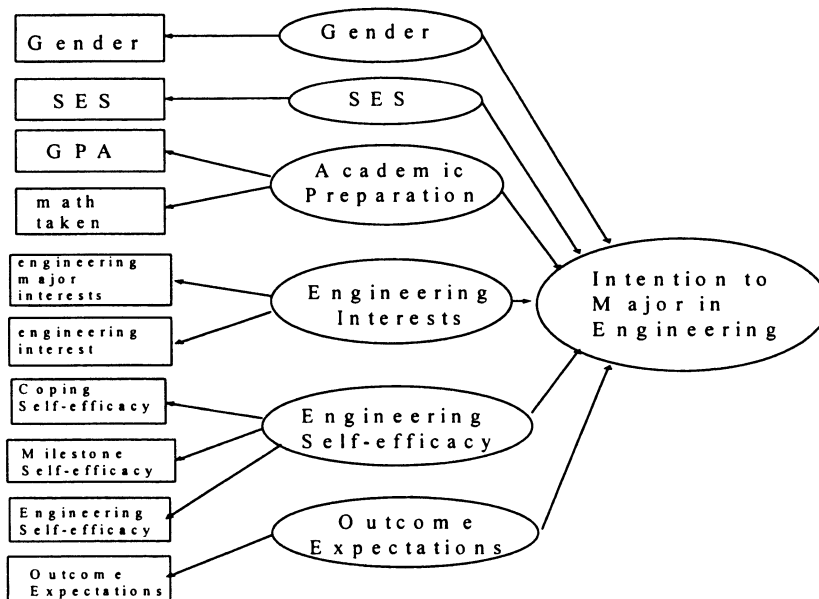 Gender
SES
GPA
math
taken
engineering
major
interests
engineering
interest
Coping
Self-efficacy
Milestone
Self-efficacy
Engineering
Self-efficacy
Outcome
Expectations
Gender
SES
Academic
Preparation
Engineering
Interests
Engineering
Self-efficacy
Outcome
Expectations
Intention to
Major in
Engineering